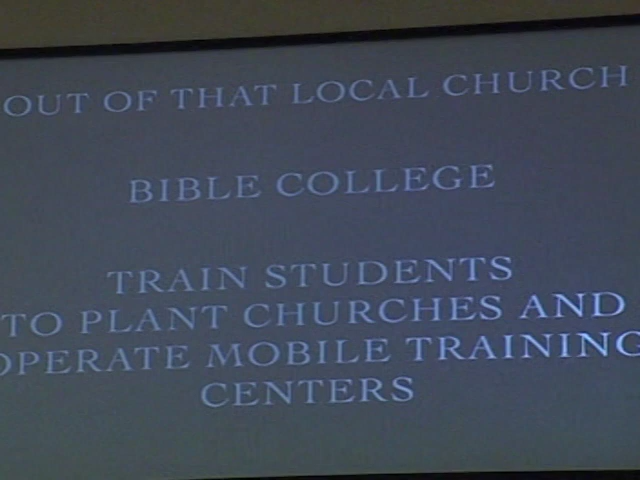 OUT OF THAT LOCAL CHURCH
BIBLE COLLEGE
TRAIN STUDENTS
TO PLANT CHURCHES AND
OPERATE MOBILE TRAINING
CENTERS